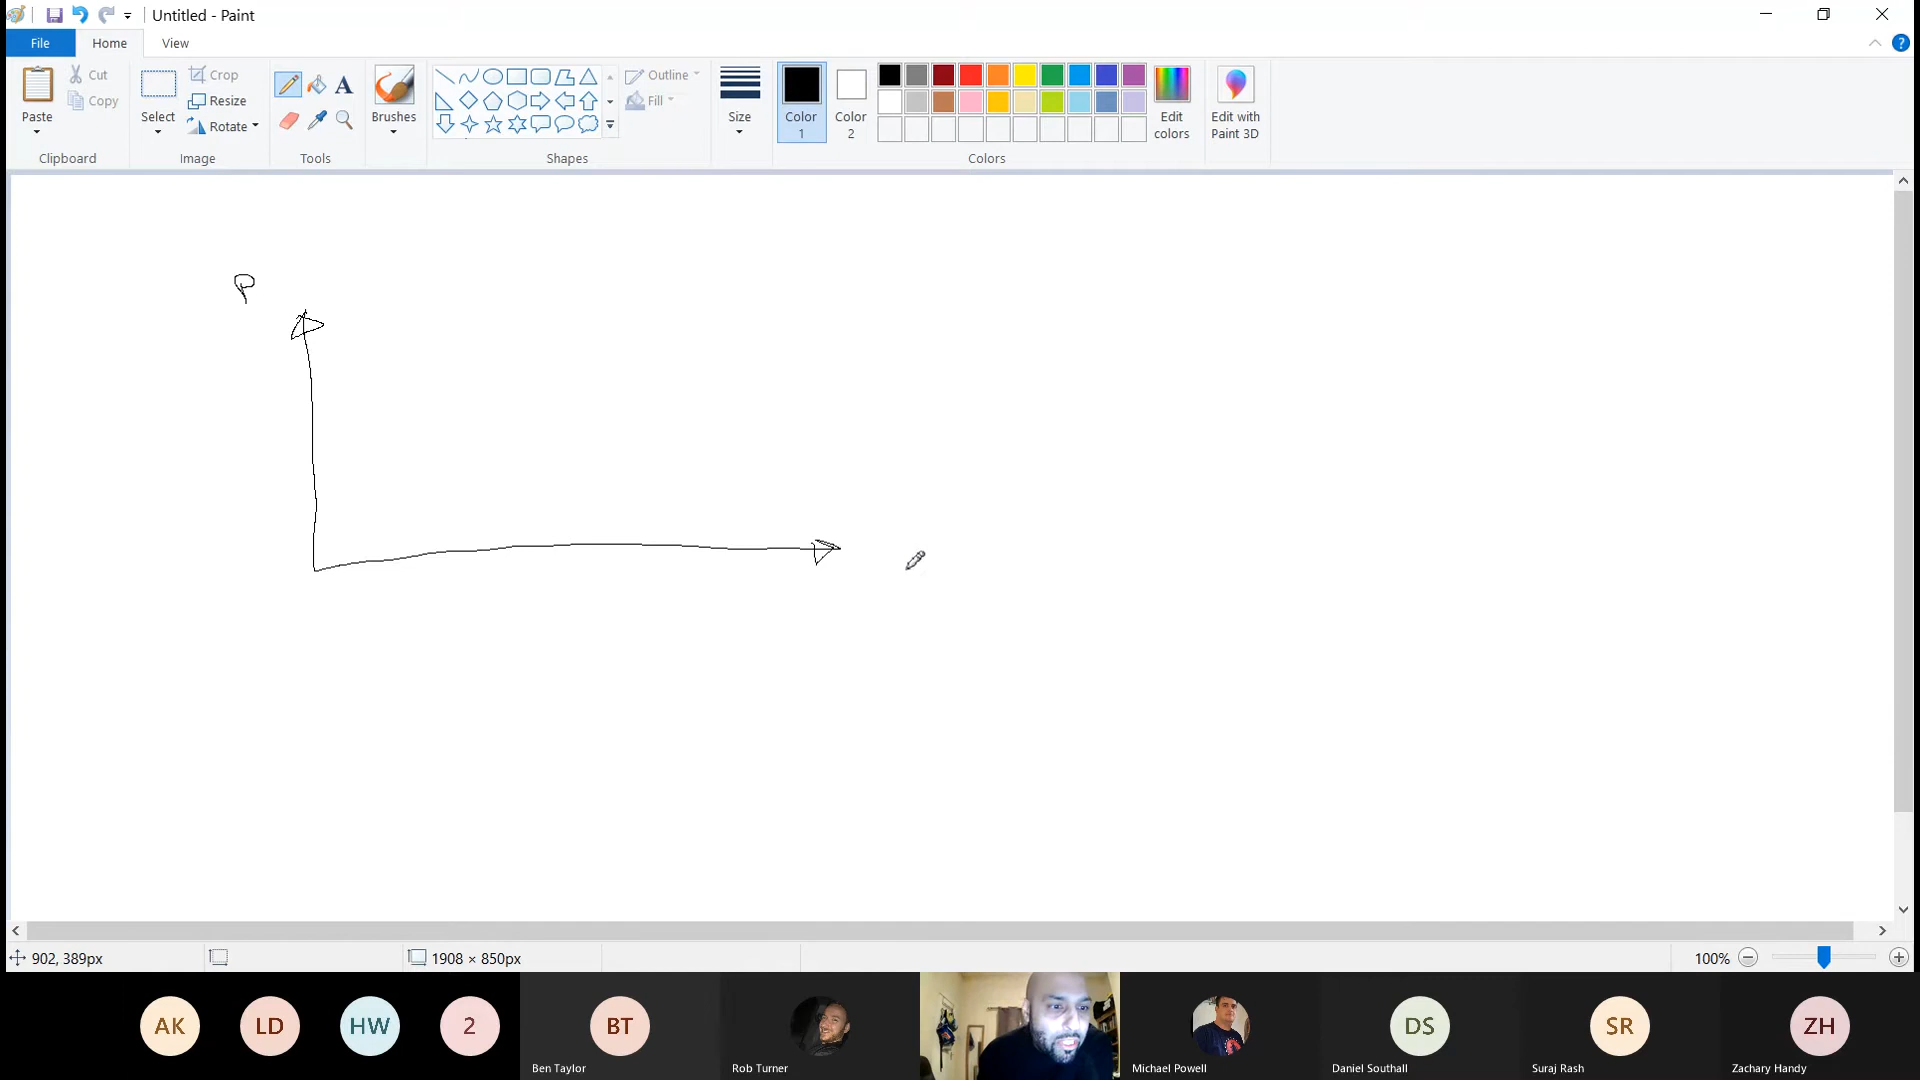 Untitled - Paint
File
Home
View
Paste
Cut
Copy
Clipboard
Select
Crop
Resize
Rotate
Image
A
Tools
Brushes
Shapes
Outline
Fill
Size
Color
1
Color
2
Colors
Edit
colors
Edit with
Paint 3D
?
P
902, 389px
1908 × 850px
100%
AK
LD
HW
2
BT
Ben Taylor
Rob Turner
Michael Powell
DS
Daniel Southall
SR
Suraj Rash
ZH
Zachary Handy